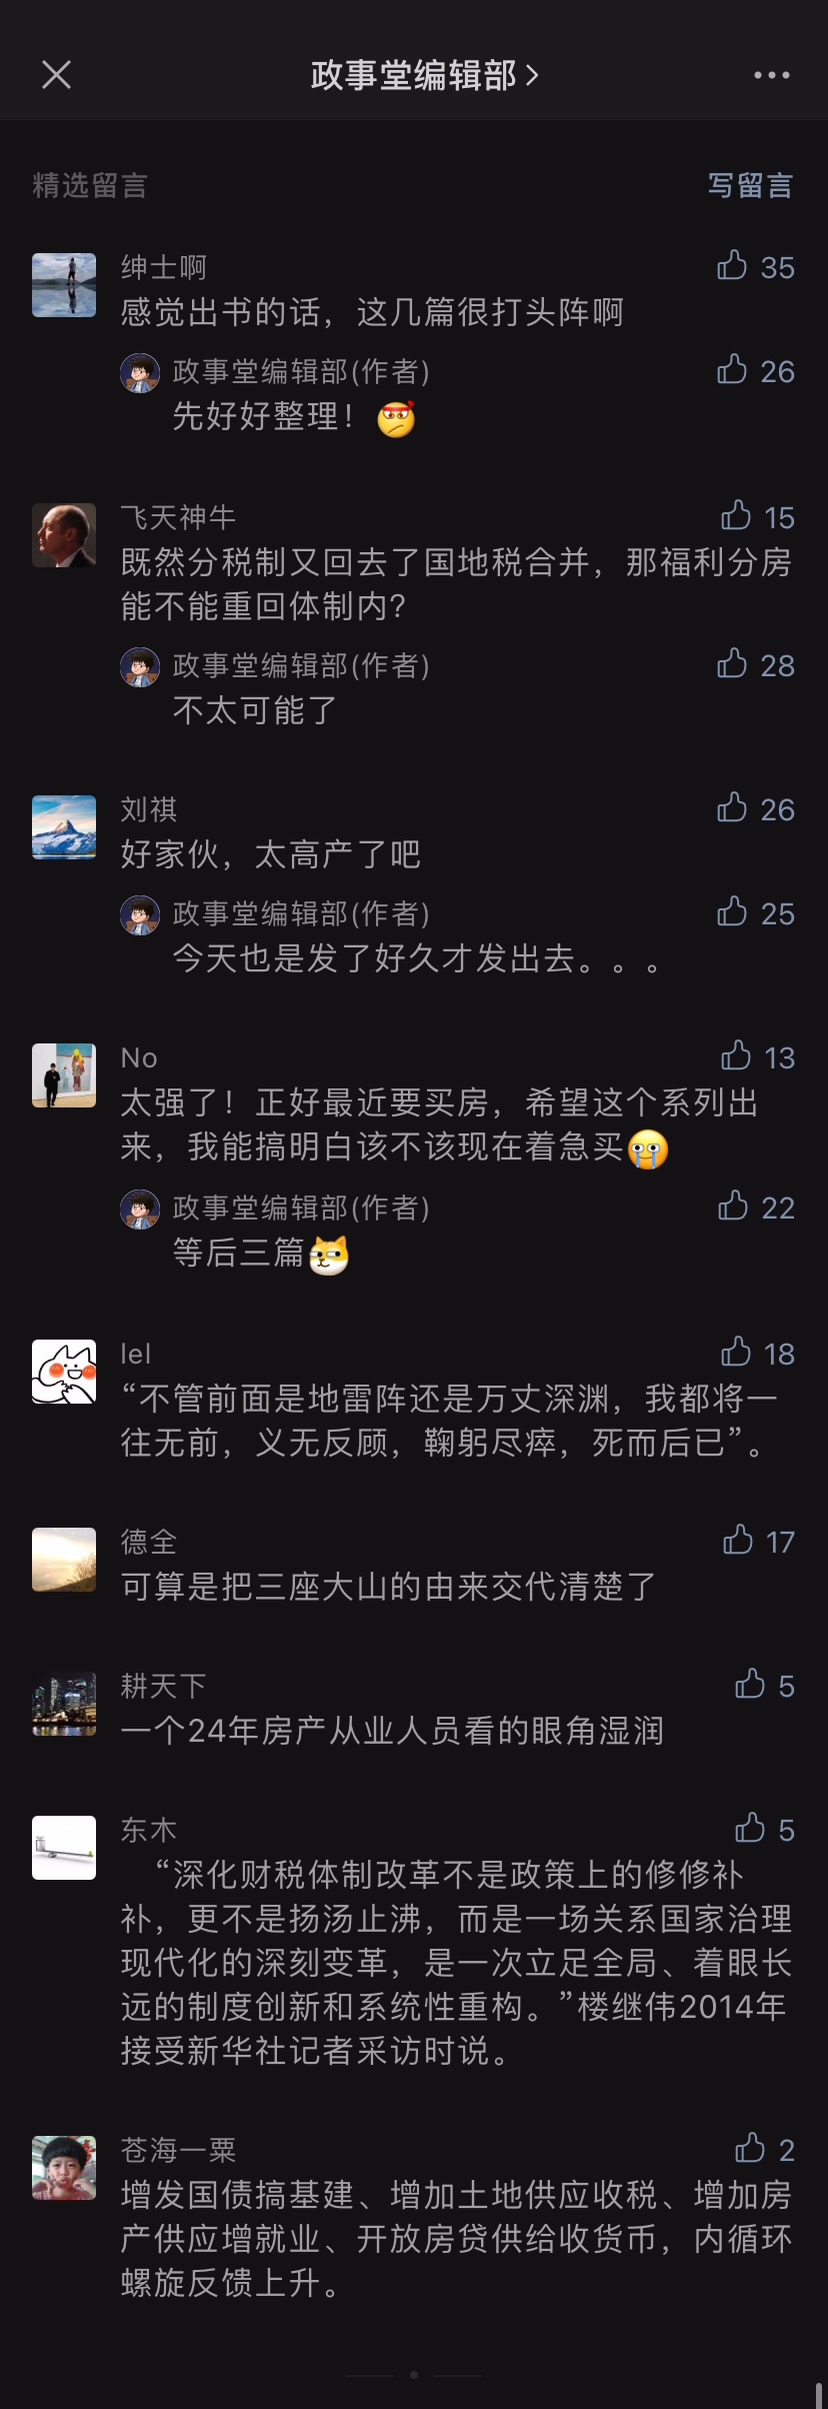 政事堂编辑部
精选留言
写留言
绅士啊
35
感觉出书的话，这几篇很打头阵啊
政事堂编辑部(作者)
26
先好好整理！
飞天神牛
15
既然分税制又回去了国地税合并，那福利分房
能不能重回体制内?
政事堂编辑部(作者)
28
不太可能了
刘祺
26
好家伙，太高产了吧
政事堂编辑部(作者)
25
今天也是发了好久才发出去。。。
No
13
太强了！正好最近要买房，希望这个系列出
来，我能搞明白该不该现在着急买
政事堂编辑部(作者)
22
等后三篇
lel
18
“不管前面是地雷阵还是万丈深渊，我都将一
往无前，义无反顾，鞠躬尽瘁，死而后已”。
德全
17
可算是把三座大山的由来交代清楚了
耕天下
5
一个24年房产从业人员看的眼角湿润
东木
5
“深化财税体制改革不是政策上的修修补
补，更不是扬汤止沸，而是一场关系国家治理
现代化的深刻变革，是一次立足全局、着眼长
远的制度创新和系统性重构。”楼继伟2014年
接受新华社记者采访时说。
苍海一粟
2
增发国债搞基建、增加土地供应收税、增加房
产供应增就业、开放房贷供给收货币，内循环
螺旋反馈上升。